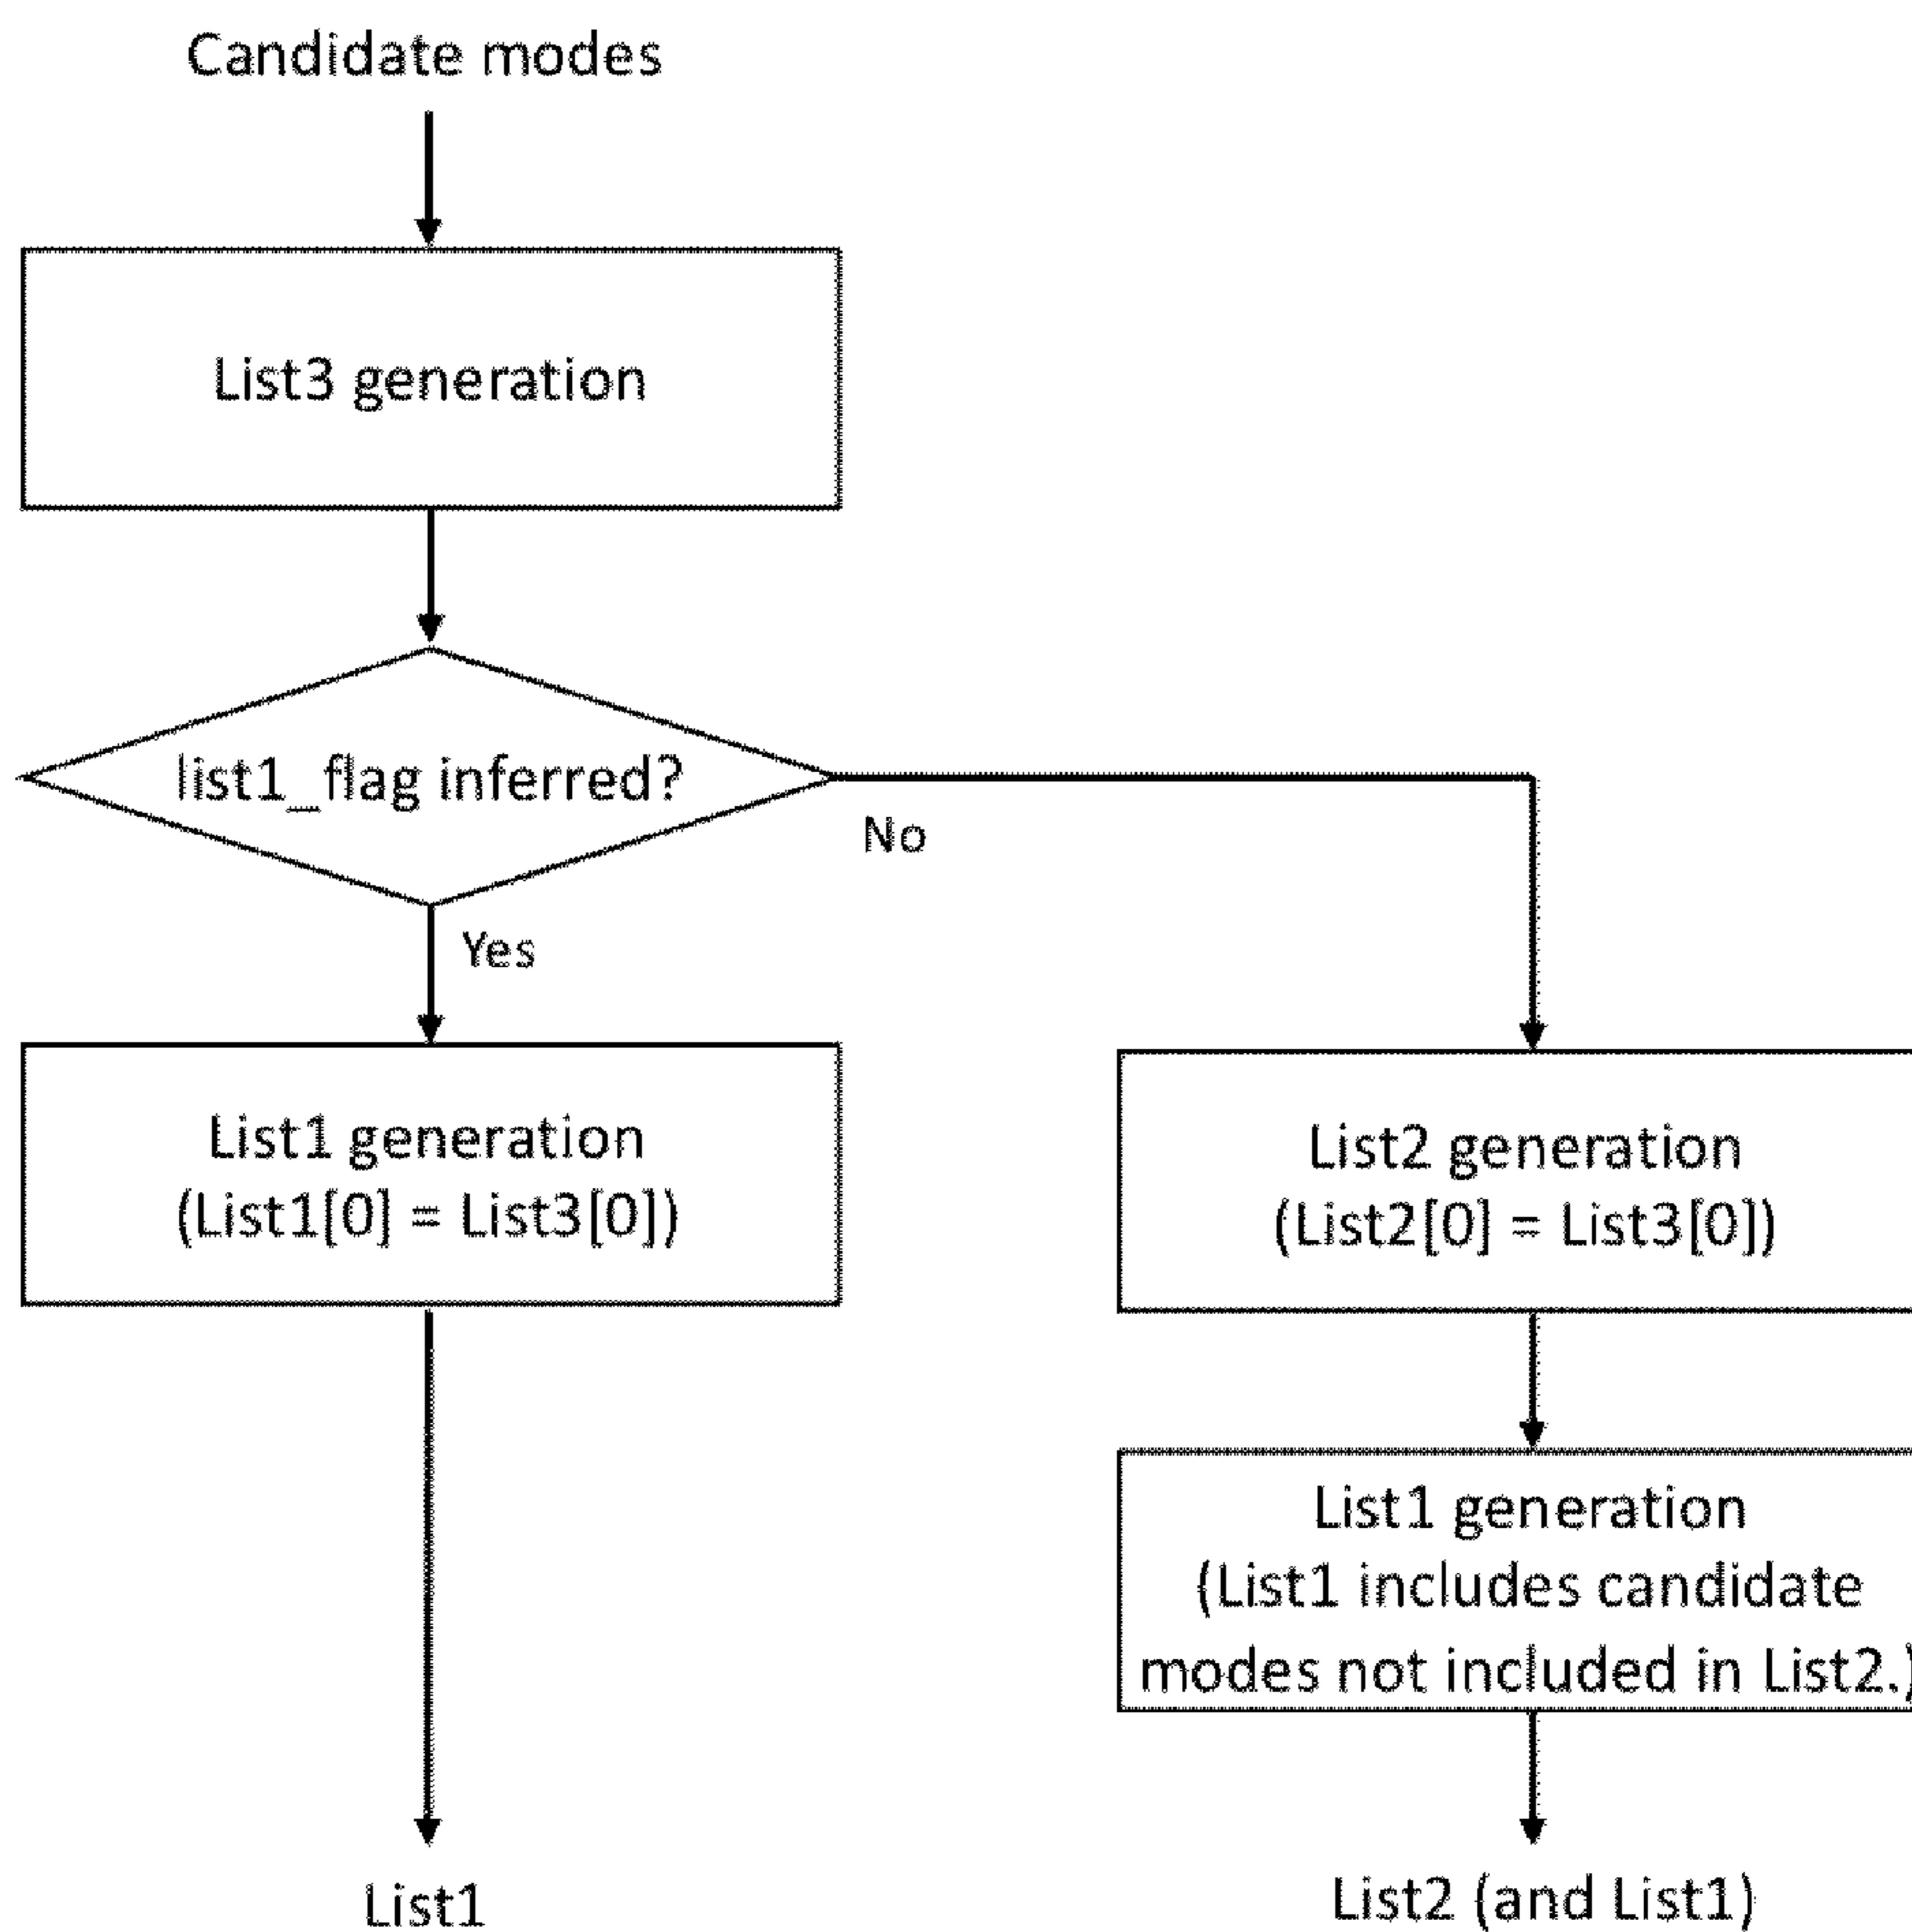 Candidate modes
List3 generation
list1_flag inferred?
No
Yes
List1 generation
(List1[0] = List3[0])
List2 generation
(List2[0] = List3[0])
List1 generation
(List1 includes candidate
modes not included in List2.)
List1
List2 (and List1)